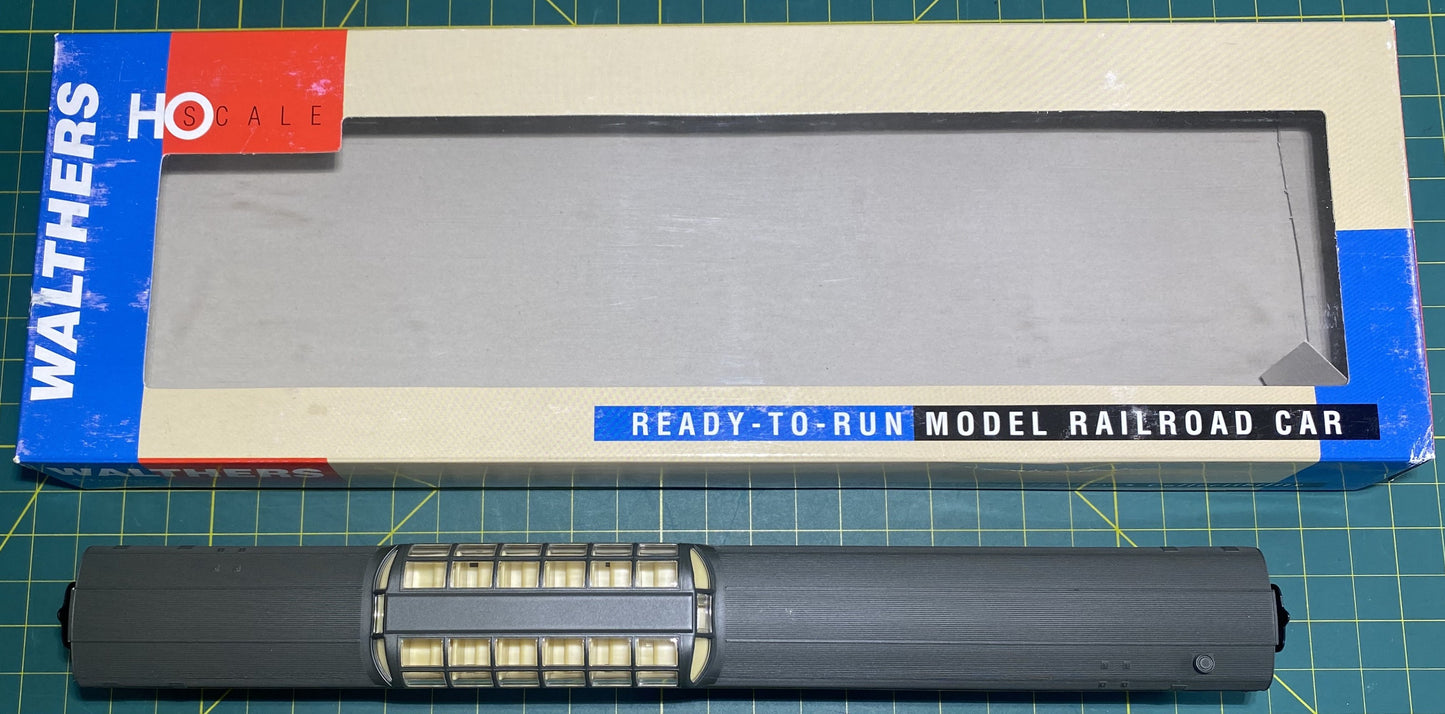 WALTHERS
HO SCALE
READY-TO-RUN MODEL RAILROAD CAR
WALTHERS